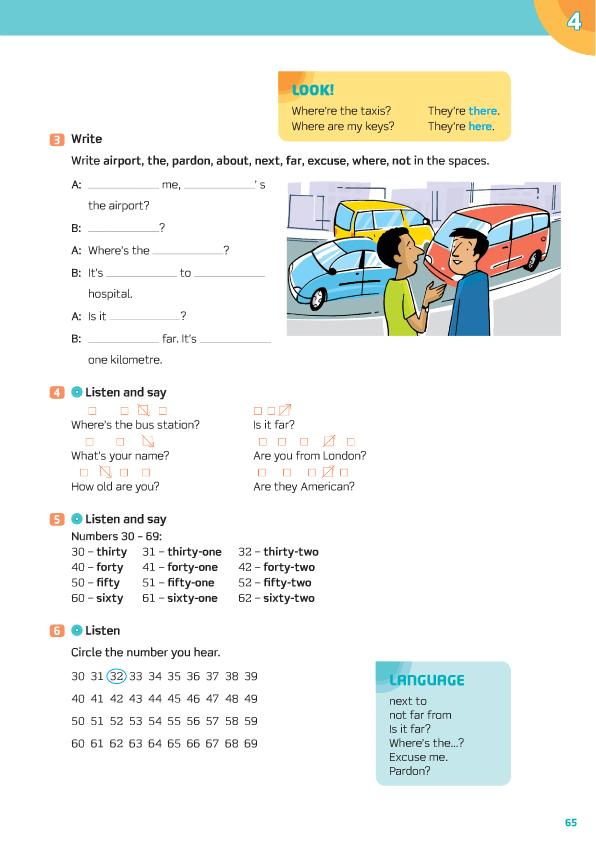 4
LOOK!
Where're the taxis? They're there.
Where are my keys? They're here.
3 Write
Write airport, the, pardon, about, next, far, excuse, where, not in the spaces.
A: ____________ me, ____________ 's
the airport?
B: ____________?
A: Where's the ____________?
B: It's ____________ to ____________
hospital.
A: Is it ____________?
B: ____________ far. It's ____________
one kilometre.
4 Listen and say
Where's the bus station? Is it far?
What's your name? Are you from London?
How old are you? Are they American?
5 Listen and say
Numbers 30 – 69:
30 – thirty 31 – thirty-one 32 – thirty-two
40 – forty 41 – forty-one 42 – forty-two
50 – fifty 51 – fifty-one 52 – fifty-two
60 – sixty 61 – sixty-one 62 – sixty-two
6 Listen
Circle the number you hear.
30 31 32 33 34 35 36 37 38 39
40 41 42 43 44 45 46 47 48 49
50 51 52 53 54 55 56 57 58 59
60 61 62 63 64 65 66 67 68 69
LANGUAGE
next to
not far from
Is it far?
Where's the...?
Excuse me.
Pardon?
65